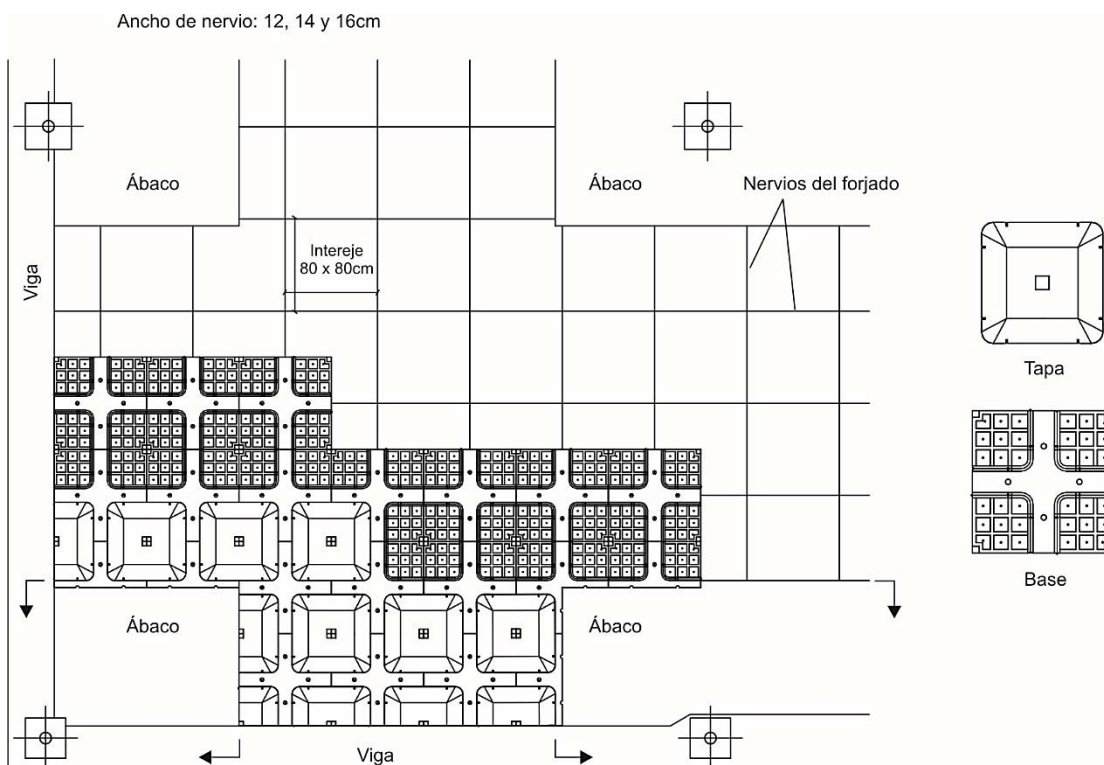 Ancho de nervio: 12, 14 y 16cm
Ábaco
Ábaco
Nervios del forjado
Intereje
80 x 80cm
Viga
Tapa
Base
Ábaco
Ábaco
Viga